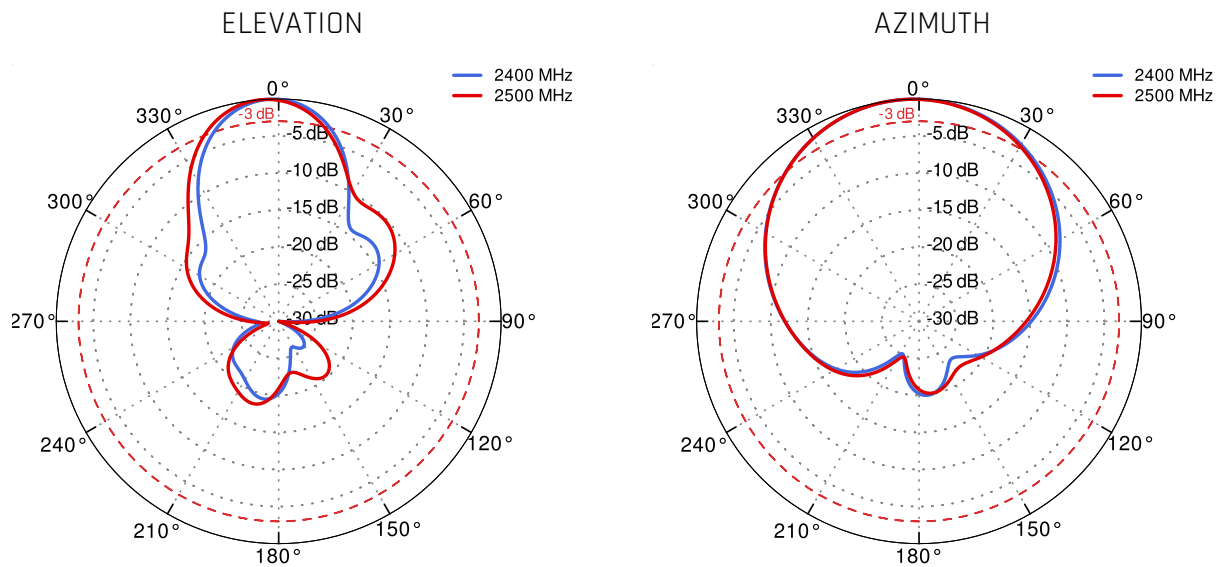 ELEVATION
AZIMUTH
2400 MHz
2500 MHz
0°
-3 dB
330°
30°
-5 dB
-10 dB
300°
60°
-15 dB
-20 dB
-25 dB
-30 dB
270°
90°
240°
120°
210°
150°
180°
2400 MHz
2500 MHz
0°
-3 dB
330°
30°
-5 dB
-10 dB
300°
60°
-15 dB
-20 dB
-25 dB
-30 dB
270°
90°
240°
120°
210°
150°
180°